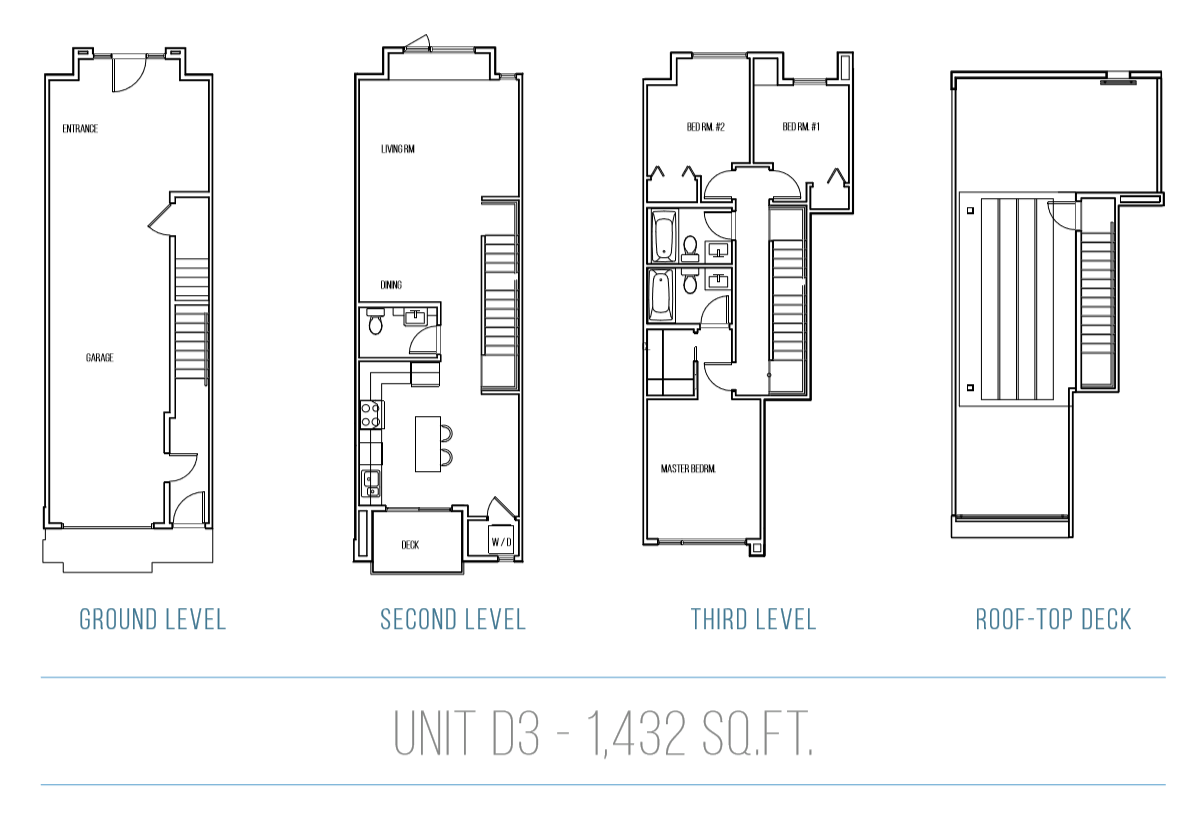 ENTRANCE
GARAGE
LIVING RM
DINING
DECK
W/D
BED RM. #2
BED RM. #1
MASTER BEDRM.
GROUND LEVEL
SECOND LEVEL
THIRD LEVEL
ROOF-TOP DECK
UNIT D3 - 1,432 SQ.FT.